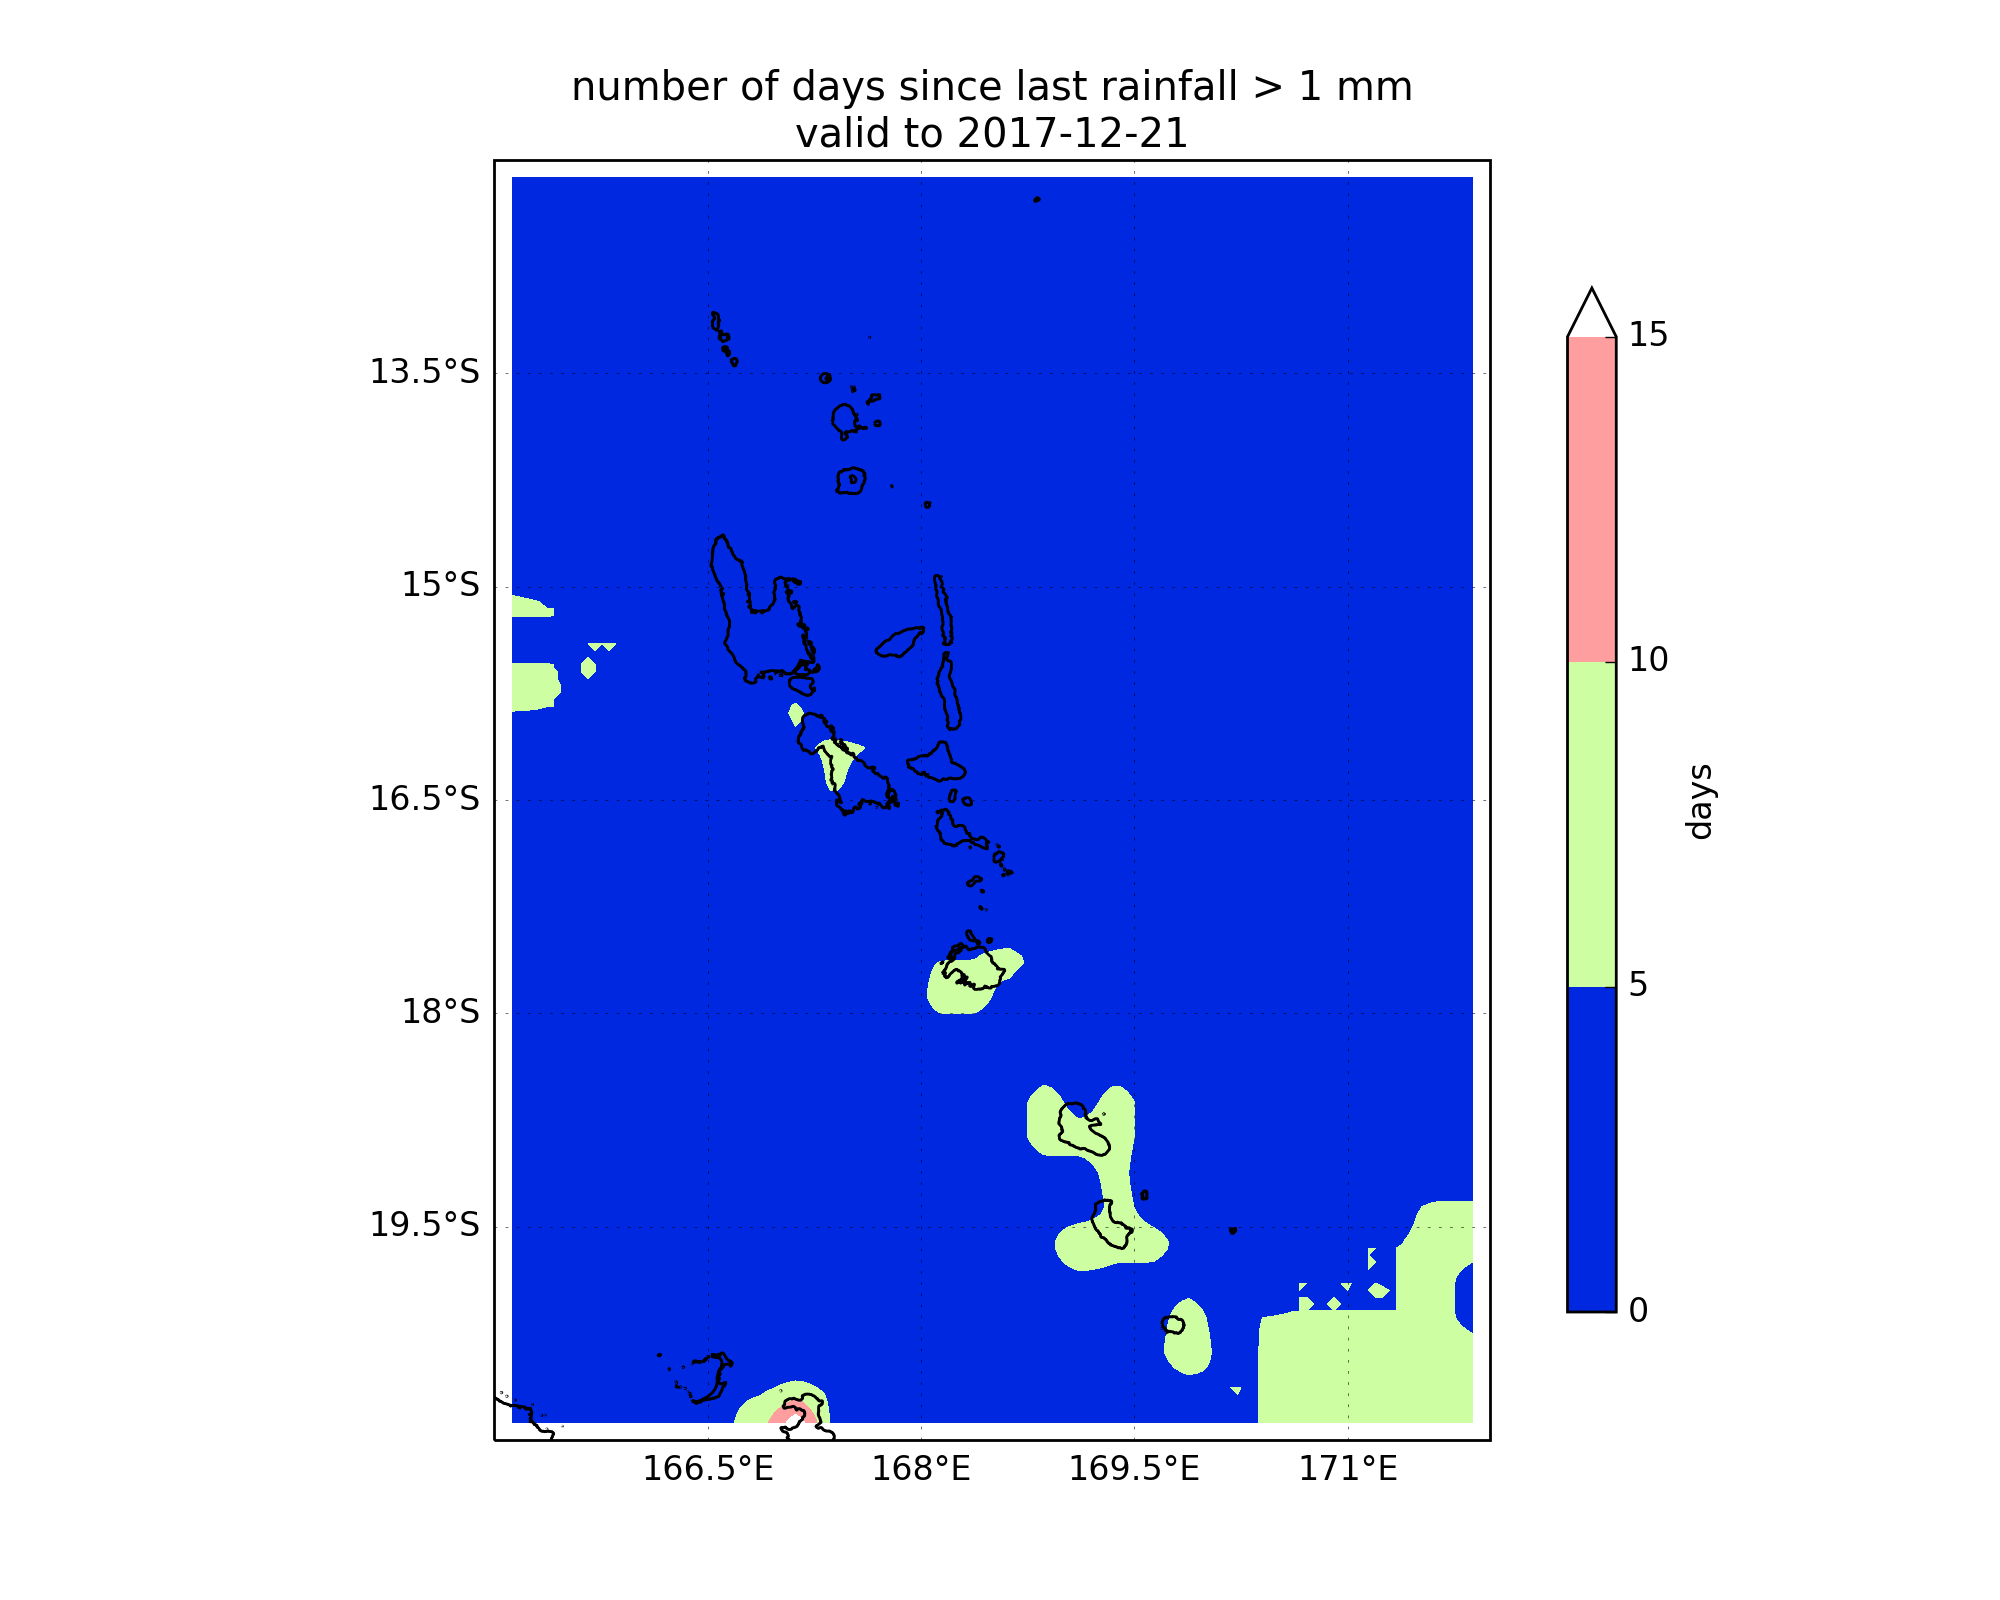 number of days since last rainfall > 1 mm
valid to 2017-12-21
13.5°S
15°S
16.5°S
18°S
19.5°S
166.5°E
168°E
169.5°E
171°E
15
10
5
0
days